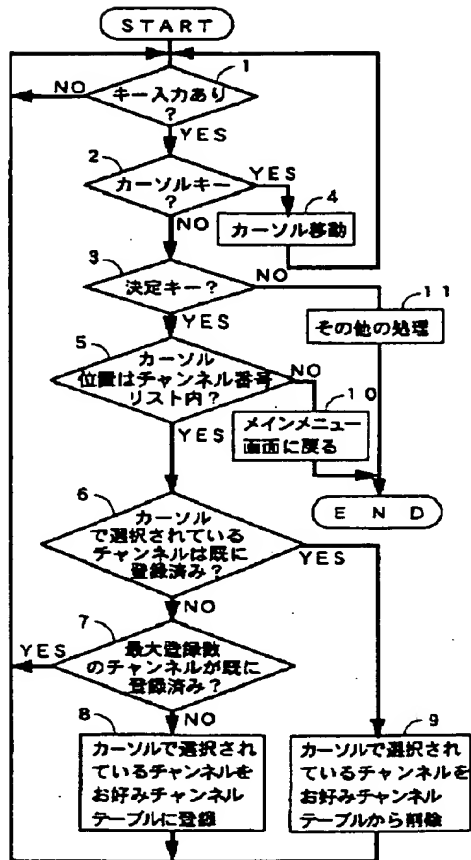 START
1
キー入力あり
?
NO
YES
2
カーソルキー
?
YES
4
カーソル移動
NO
3
決定キー?
NO
11
その他の処理
YES
5
カーソル
位置はチャンネル番号
リスト内?
NO
10
メインメニュー
画面に戻る
YES
END
6
カーソル
で選択されている
チャンネルは既に
登録済み?
YES
NO
7
最大登録数
のチャンネルが既に
登録済み?
YES
NO
8
カーソルで選択され
ているチャンネルを
お好みチャンネル
テーブルに登録
9
カーソルで選択され
ているチャンネルを
お好みチャンネル
テーブルから削除